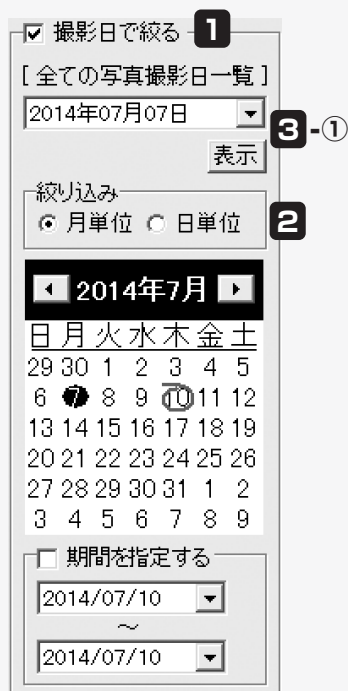 撮影日で絞る 1
[ 全ての写真撮影日一覧 ]
2014年07月07日
3-①
表示
絞り込み
月単位 日単位 2
2014年7月
日 月 火 水 木 金 土
29 30 1 2 3 4 5
6 7 8 9 10 11 12
13 14 15 16 17 18 19
20 21 22 23 24 25 26
27 28 29 30 31 1 2
3 4 5 6 7 8 9
期間を指定する
2014/07/10
～
2014/07/10